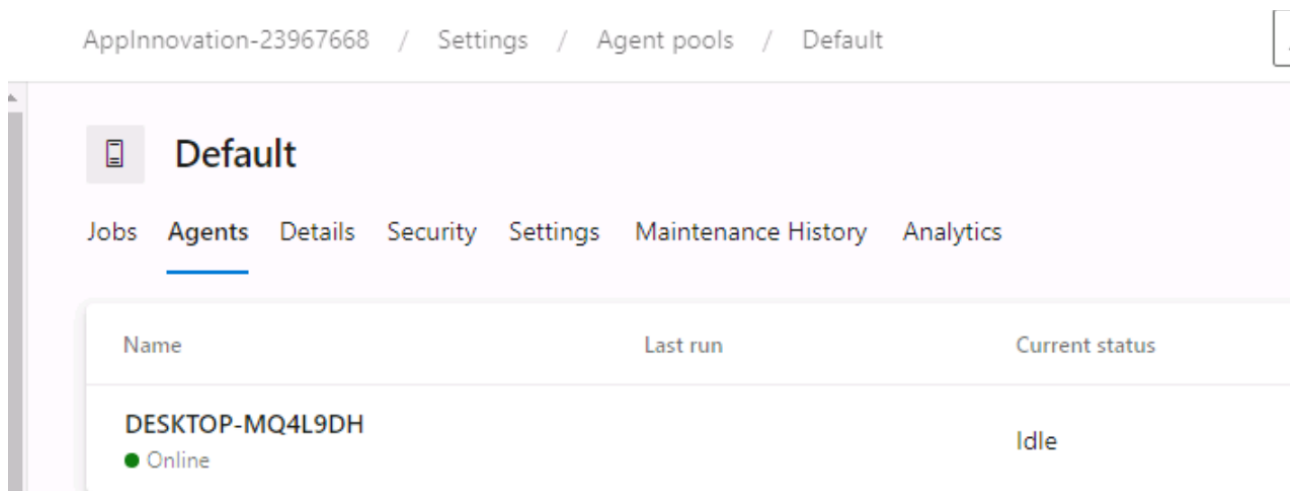 AppInnovation-23967668 / Settings / Agent pools / Default
Default
Jobs Agents Details Security Settings Maintenance History Analytics
Name Last run Current status
DESKTOP-MQ4L9DH
Idle
Online